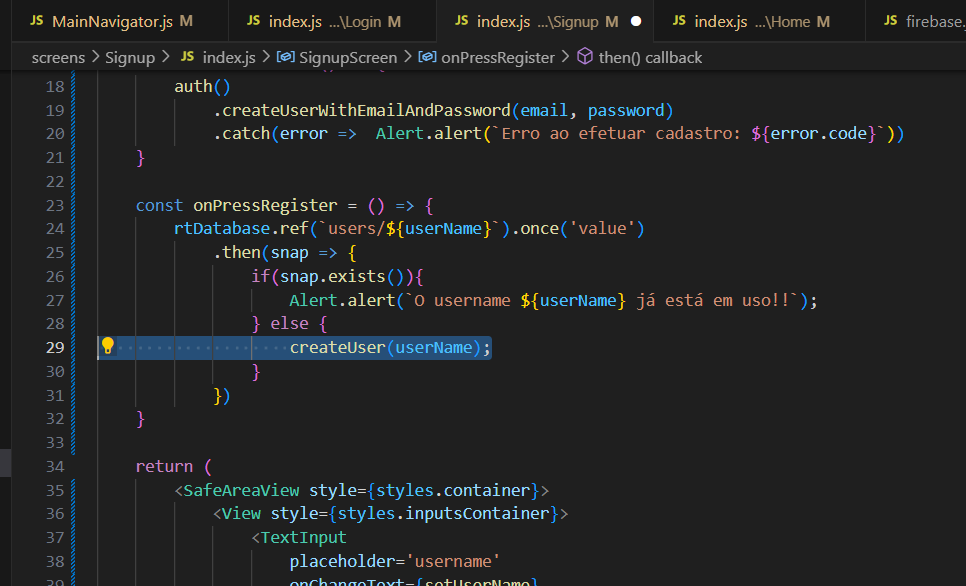 JS MainNavigator.js M JS index.js ...\Login M JS index.js ...\Signup M ● JS index.js ...\Home M JS firebase.
screens > Signup > JS index.js > SignupScreen > onPressRegister > then() callback
18 auth()
19 .createUserWithEmailAndPassword(email, password)
20 .catch(error => Alert.alert(`Erro ao efetuar cadastro: ${error.code}`))
21 }
22
23 const onPressRegister = () => {
24 rtDatabase.ref(`users/${userName}`).once('value')
25 .then(snap => {
26 if(snap.exists()){
27 Alert.alert(`O username ${userName} já está em uso!!`);
28 } else {
29 createUser(userName);
30 }
31 })
32 }
33
34 return (
35 <SafeAreaView style={styles.container}>
36 <View style={styles.inputsContainer}>
37 <TextInput
38 placeholder='username'
39 onChangeText={setUserName}